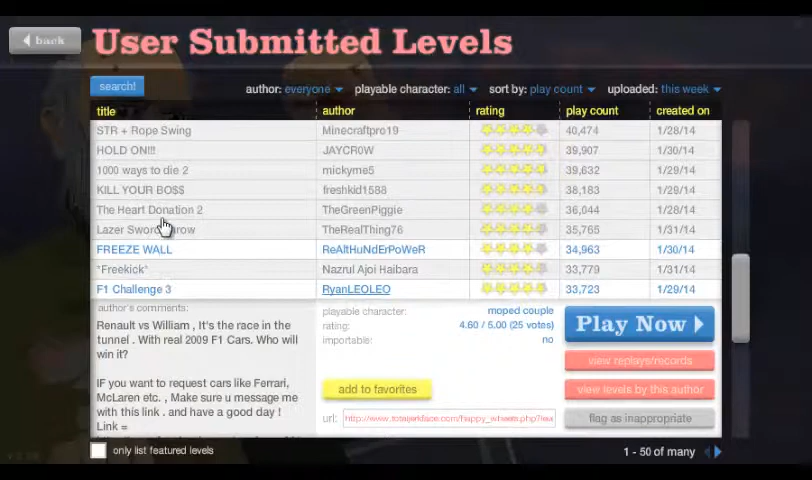 back
User Submitted Levels
search!
author: everyone playable character: all sort by: play count uploaded: this week
title author rating play count created on
STR + Rope Swing Minecraftpro19 40,474 1/28/14
HOLD ON!!! JAYCR0W 39,907 1/30/14
1000 ways to die 2 mickyme5 39,632 1/29/14
KILL YOUR BO$$ freshkid1588 38,183 1/29/14
The Heart Donation 2 TheGreenPiggie 36,044 1/28/14
Lazer Sword Throw TheRealThing76 35,765 1/31/14
FREEZE WALL ReAltHuNdErPoWeR 34,963 1/30/14
*Freekick* Nazrul Ajoi Haibara 33,779 1/31/14
F1 Challenge 3 RyanLEOLEO 33,723 1/29/14
author's comments:
Renault vs William , It's the race in the
tunnel . With real 2009 F1 Cars. Who will
win it?
IF you want to request cars like Ferrari,
McLaren etc. , Make sure u message me
with this link . and have a good day !
Link =
playable character: moped couple
rating: 4.60 / 5.00 (25 votes)
importable: no
add to favorites
url: http://www.totaljerkface.com/happy_wheels.php?lev
Play Now
view replays/records
view levels by this author
flag as inappropriate
only list featured levels
1 - 50 of many